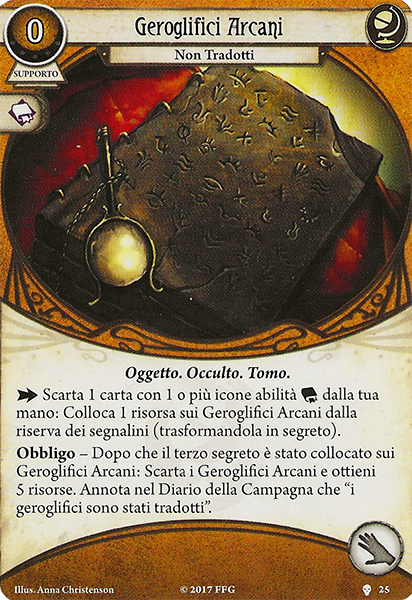 0
Geroglifici Arcani
Non Tradotti
SUPPORTO
Oggetto. Occulto. Tomo.
Scarta 1 carta con 1 o più icone abilità dalla tua
mano: Colloca 1 risorsa sui Geroglifici Arcani dalla
riserva dei segnalini (trasformandola in segreto).
Obbligo – Dopo che il terzo segreto è stato collocato sui
Geroglifici Arcani: Scarta i Geroglifici Arcani e ottieni
5 risorse. Annota nel Diario della Campagna che “i
geroglifici sono stati tradotti”.
Illus. Anna Christenson
© 2017 FFG
25